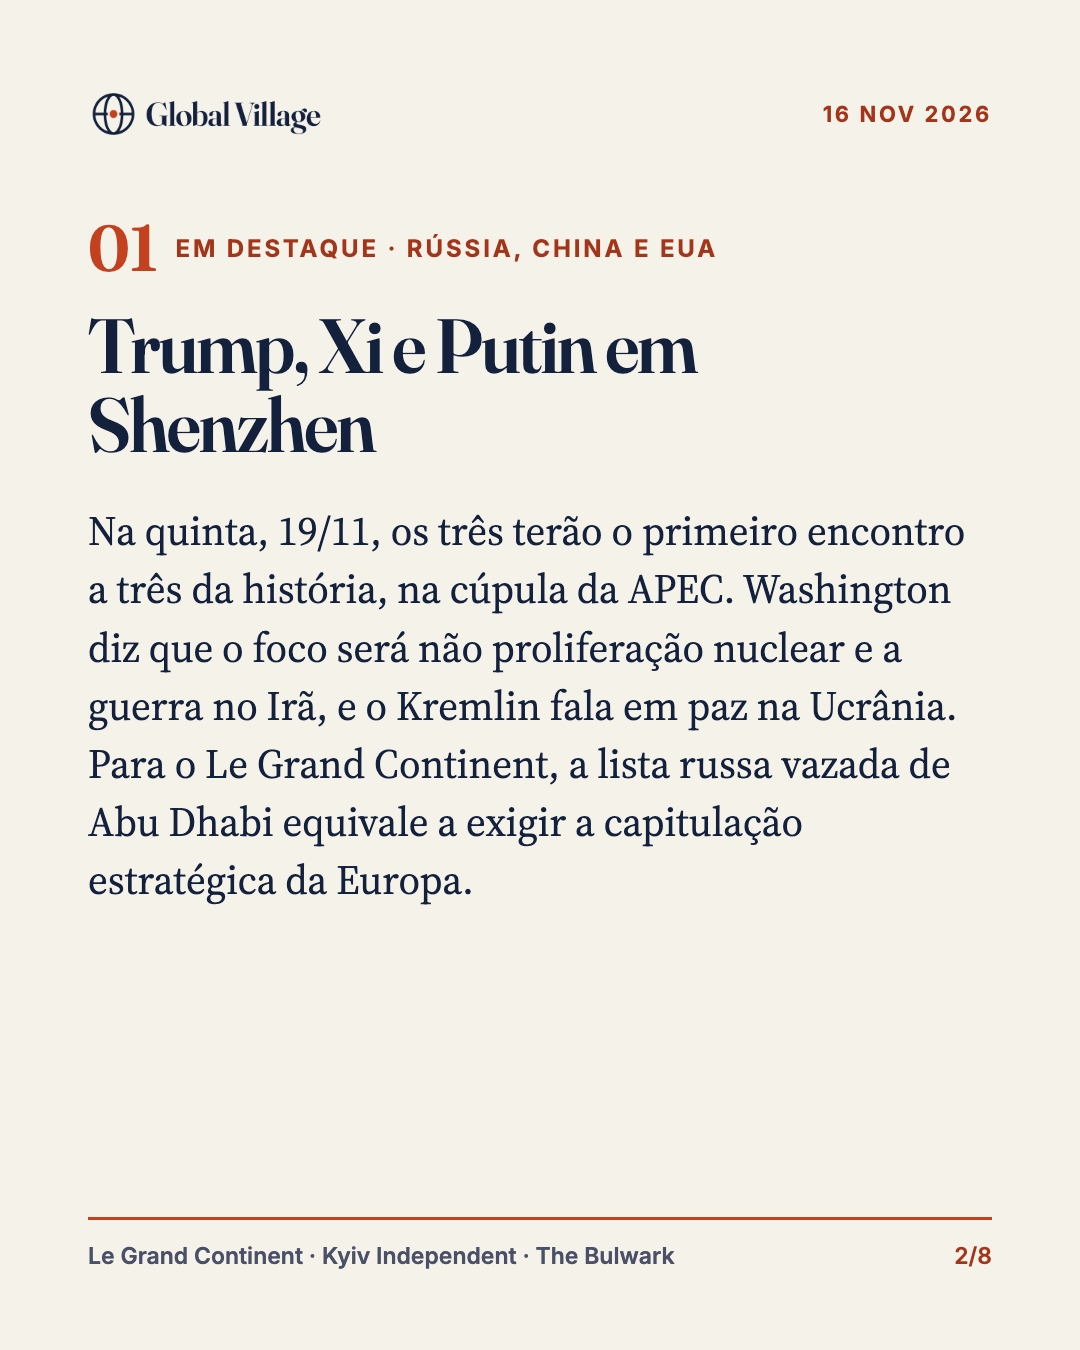 Global Village
16 NOV 2026
01 EM DESTAQUE · RÚSSIA, CHINA E EUA
Trump, Xi e Putin em
Shenzhen
Na quinta, 19/11, os três terão o primeiro encontro
a três da história, na cúpula da APEC. Washington
diz que o foco será não proliferação nuclear e a
guerra no Irã, e o Kremlin fala em paz na Ucrânia.
Para o Le Grand Continent, a lista russa vazada de
Abu Dhabi equivale a exigir a capitulação
estratégica da Europa.
Le Grand Continent · Kyiv Independent · The Bulwark
2/8